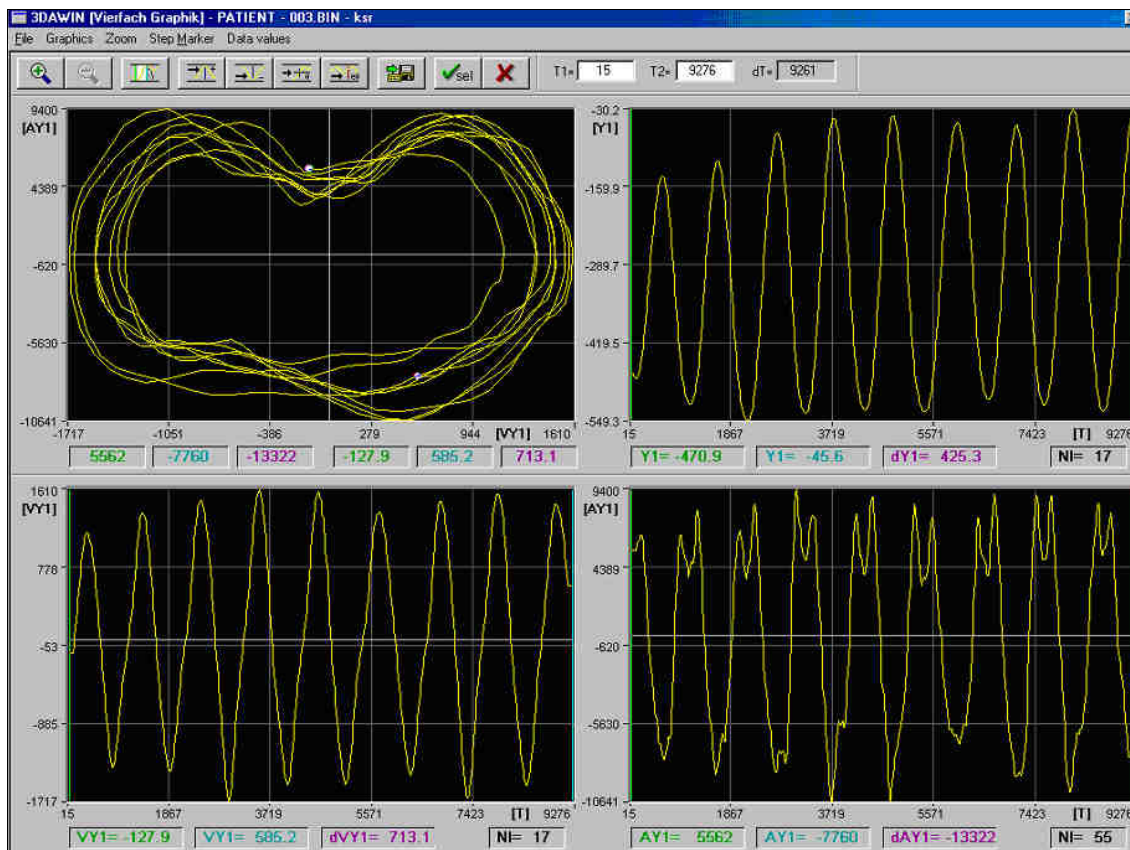 3DAWIN [Vierfach Graphik] - PATIENT - 003.BIN - ksr
File Graphics Zoom Step Marker Data values
sel T1= 15 T2= 9276 dT= 9261
9400
[AY1]
4389
-620
-5630
-10641
-1717 -1051 -386 279 944 [VY1] 1610
5562 -7760 -13322 -127.9 585.2 713.1
-30.2
[Y1]
-159.9
-289.7
-419.5
-549.3
15 1867 3719 5571 7423 [T] 9276
Y1= -470.9 Y1= -45.6 dY1= 425.3 NI= 17
1610
[VY1]
778
-53
-885
-1717
15 1867 3719 5571 7423 [T] 9276
VY1= -127.9 VY1= 585.2 dVY1= 713.1 NI= 17
9400
[AY1]
4389
-620
-5630
-10641
15 1867 3719 5571 7423 [T] 9276
AY1= 5562 AY1= -7760 dAY1= -13322 NI= 55